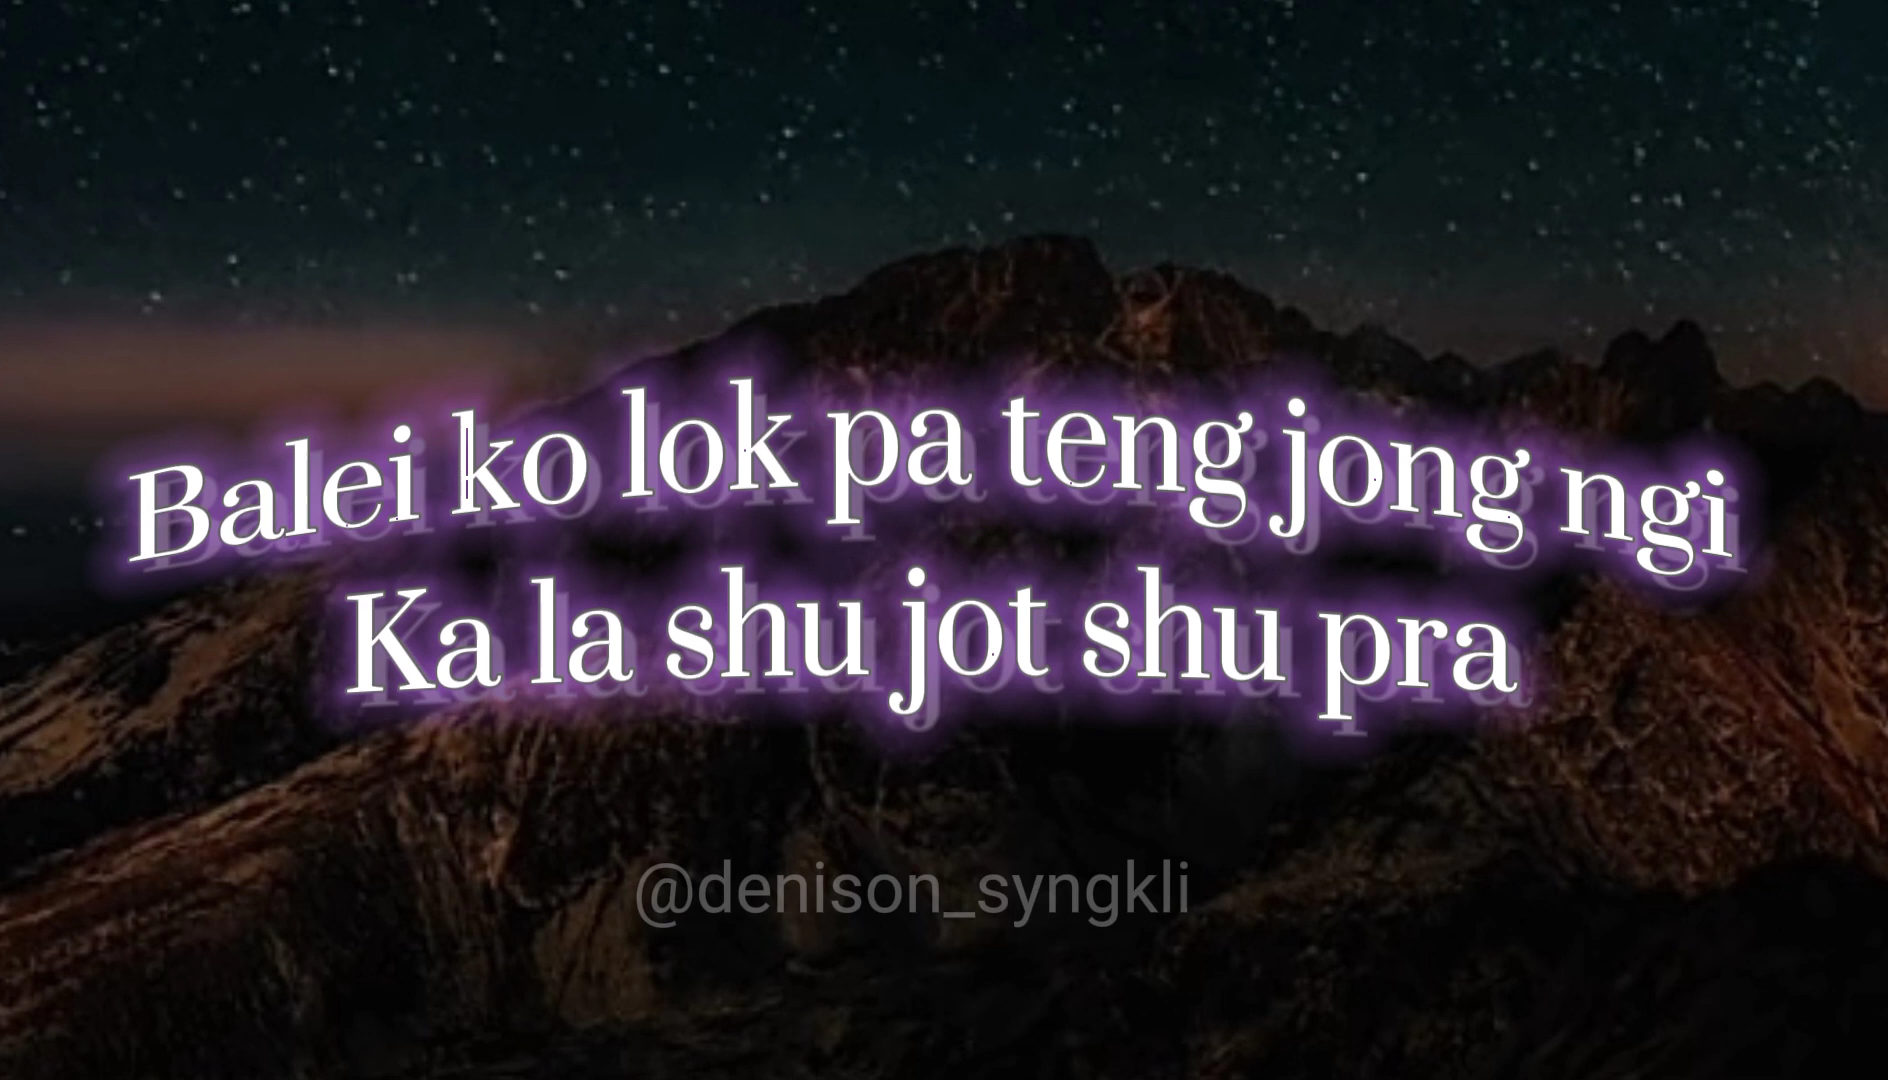 Balei ko lok pa teng jong ngi
Ka la shu jot shu pra
@denison_syngkli